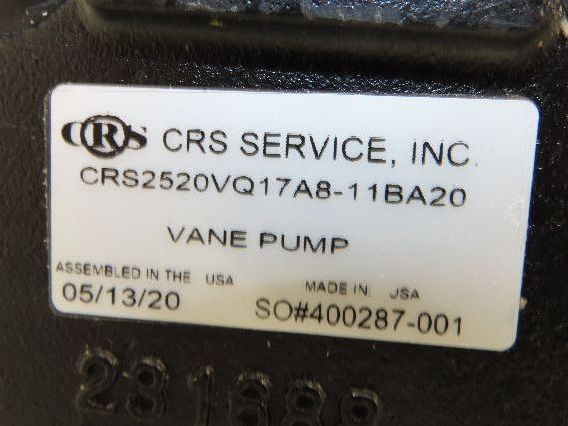 CRS CRS SERVICE, INC.
CRS2520VQ17A8-11BA20
VANE PUMP
ASSEMBLED IN THE USA
MADE IN: USA
05/13/20
SO#400287-001